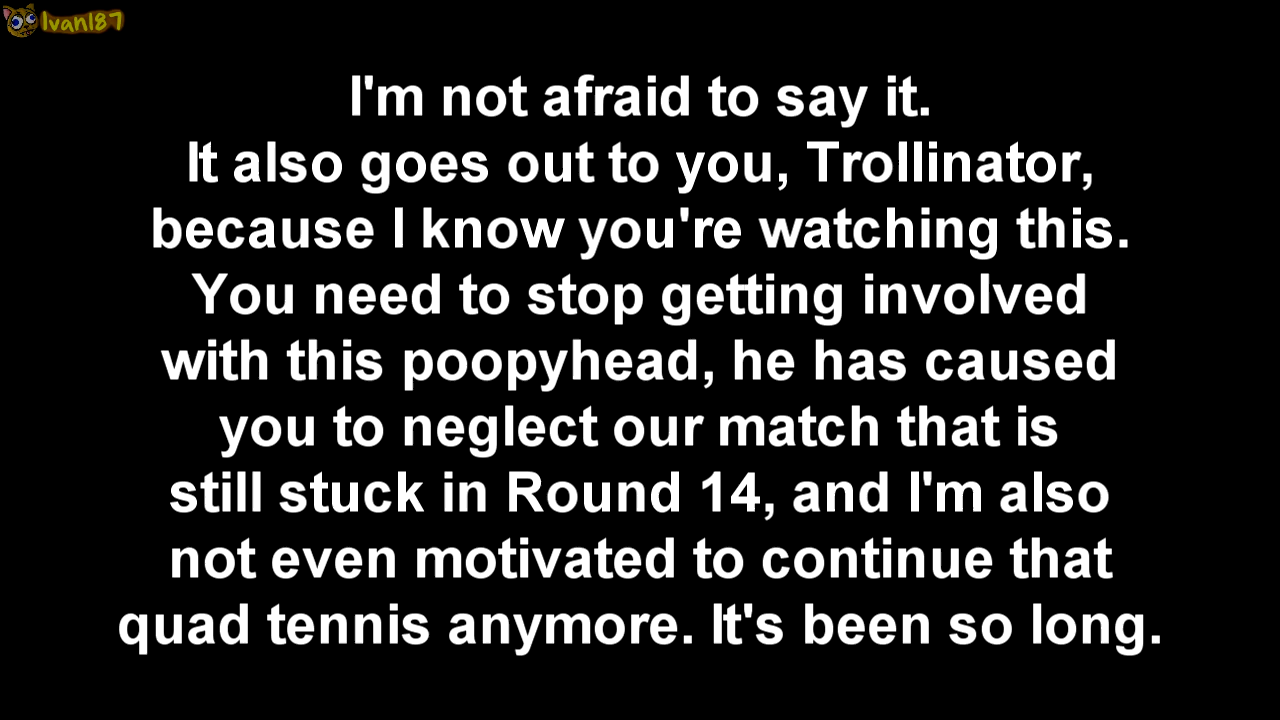 Ivan187
I'm not afraid to say it.
It also goes out to you, Trollinator,
because I know you're watching this.
You need to stop getting involved
with this poopyhead, he has caused
you to neglect our match that is
still stuck in Round 14, and I'm also
not even motivated to continue that
quad tennis anymore. It's been so long.